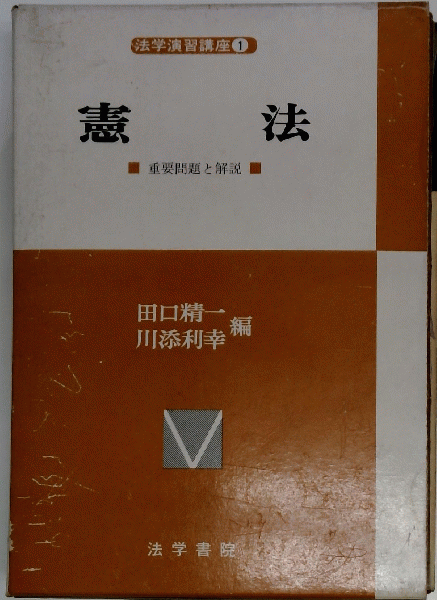 法学演習講座①
憲法
■ 重要問題と解説 ■
田口精一
川添利幸 編
法学書院